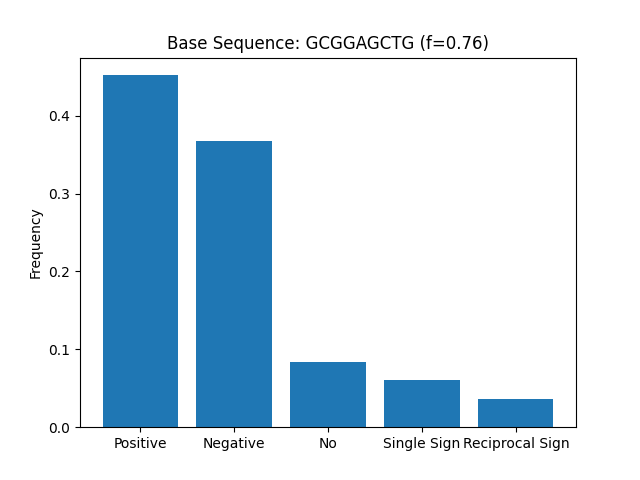 Base Sequence: GCGGAGCTG (f=0.76)
Frequency
0.4
0.3
0.2
0.1
0.0
Positive Negative No Single Sign Reciprocal Sign